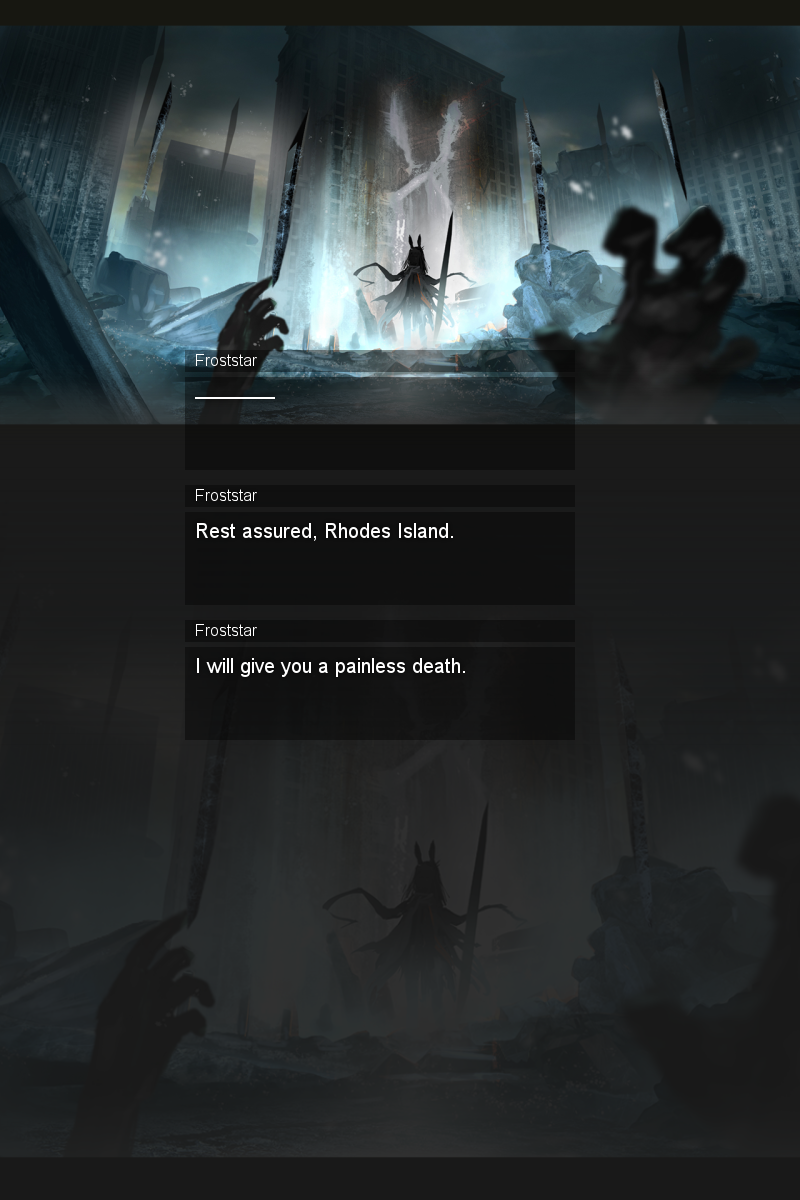 Froststar
————
Froststar
Rest assured, Rhodes Island.
Froststar
I will give you a painless death.